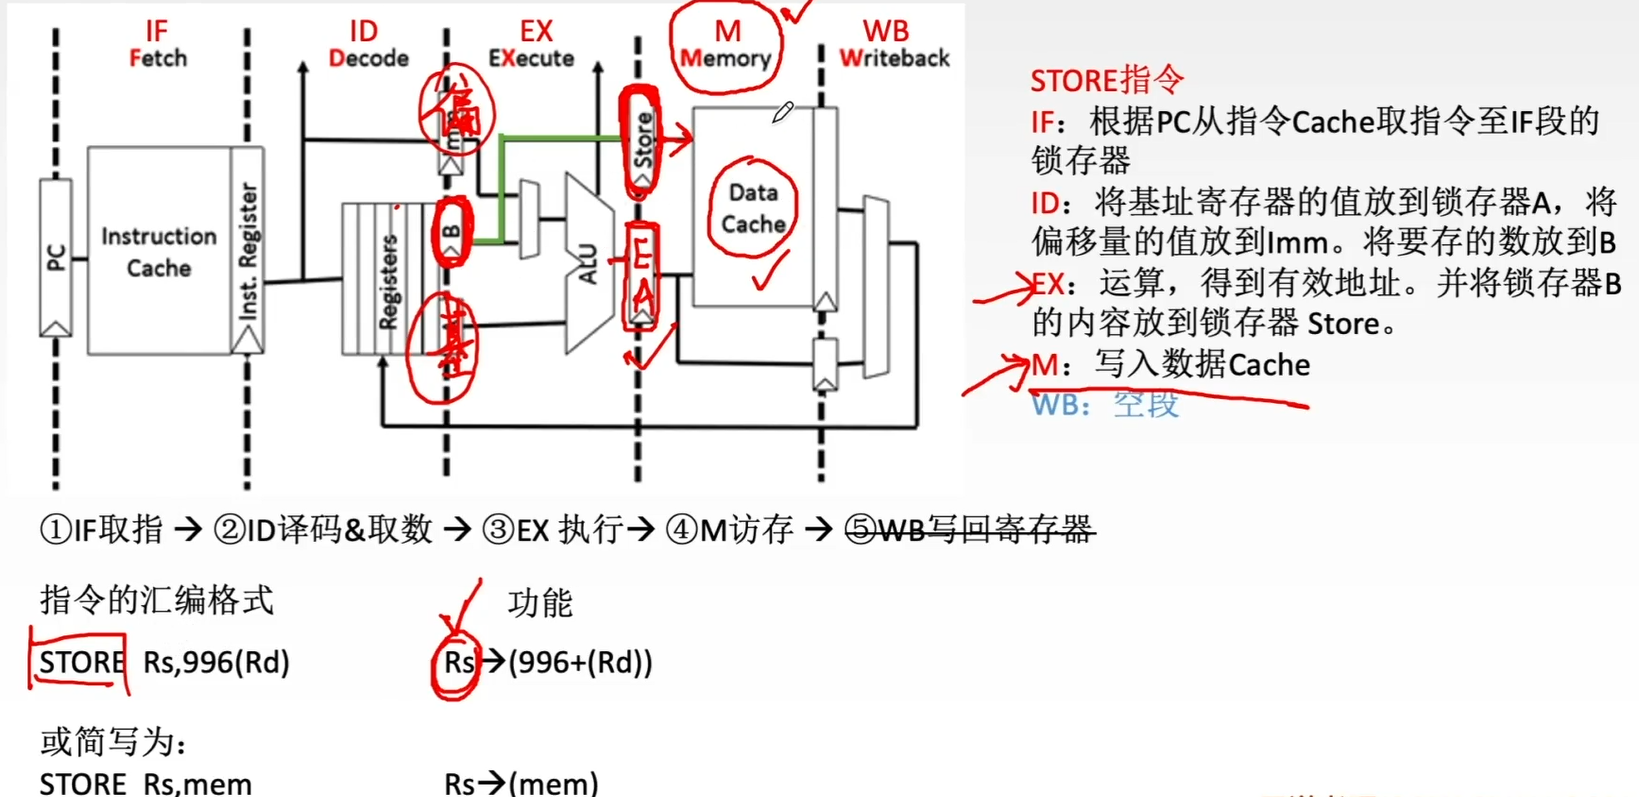 IF
Fetch
ID
Decode
EX
EXecute
M
Memory
WB
Writeback
PC
Instruction
Cache
Inst. Register
Registers
偏
B
基
ALU
Store
E
A
Data
Cache
STORE指令
IF：根据PC从指令Cache取指令至IF段的
锁存器
ID：将基址寄存器的值放到锁存器A，将
偏移量的值放到Imm。将要存的数放到B
EX：运算，得到有效地址。并将锁存器B
的内容放到锁存器 Store。
M：写入数据Cache
WB：空段
①IF取指 → ②ID译码&取数 → ③EX 执行→ ④M访存 → ⑤WB写回寄存器
指令的汇编格式 功能
STORE Rs,996(Rd) Rs→(996+(Rd))
或简写为：
STORE Rs,mem Rs→(mem)